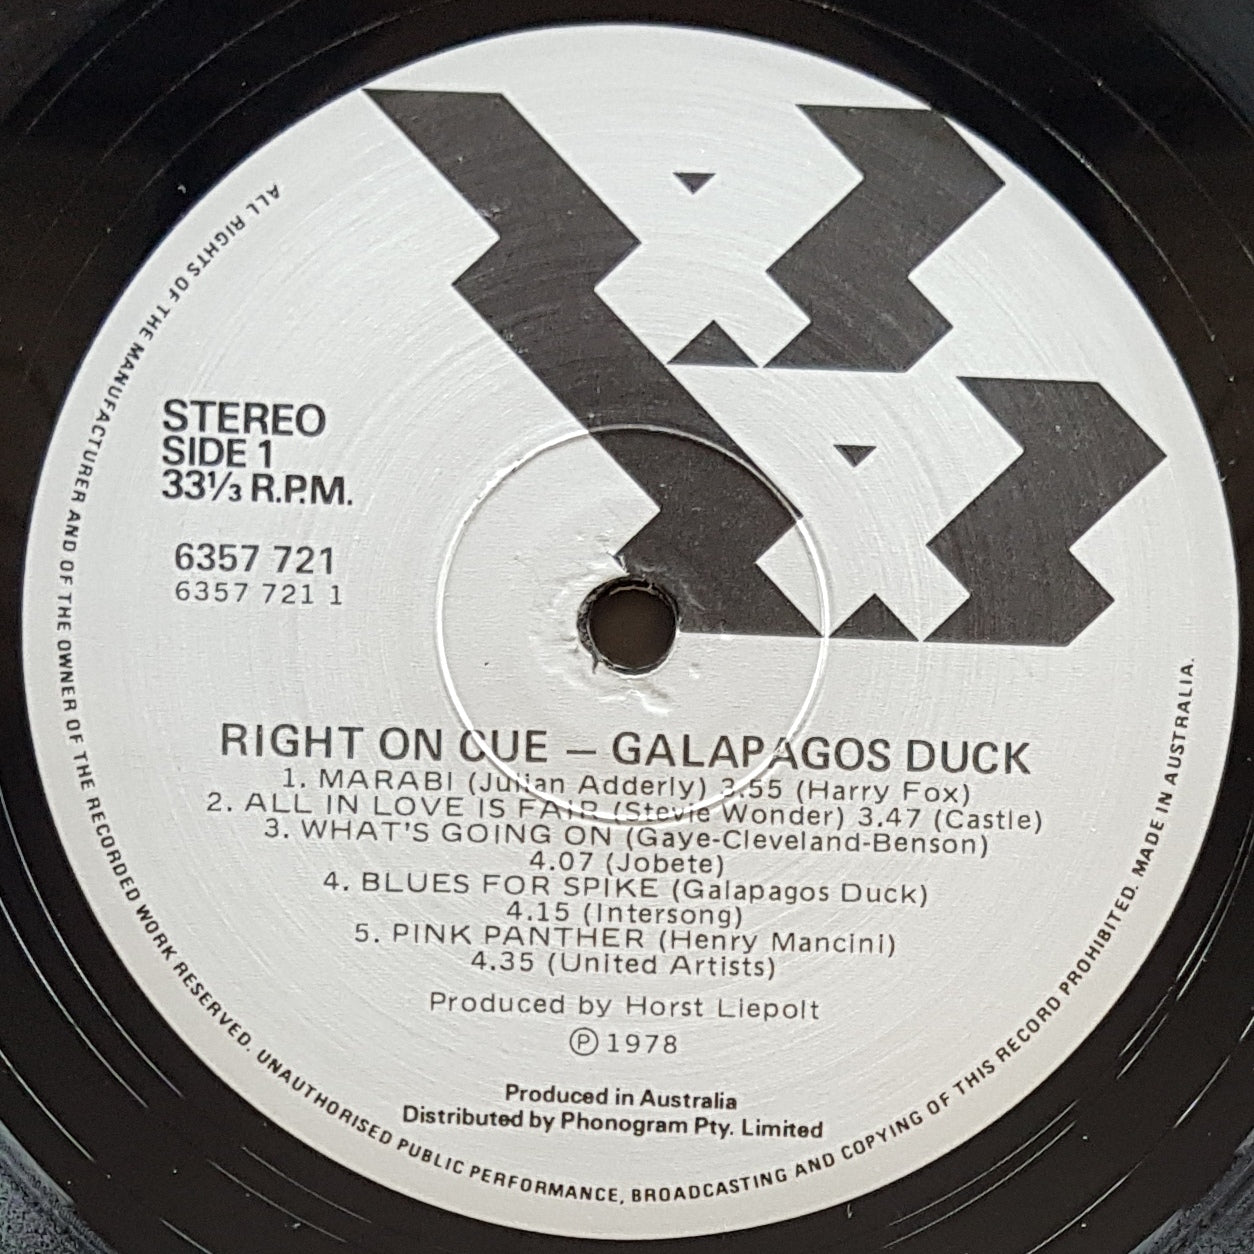 STEREO
SIDE 1
33⅓ R.P.M.
6357 721
6357 721 1
RIGHT ON CUE — GALAPAGOS DUCK
1. MARABI (Julian Adderly) 3.55 (Harry Fox)
2. ALL IN LOVE IS FAIR (Stevie Wonder) 3.47 (Castle)
3. WHAT'S GOING ON (Gaye-Cleveland-Benson)
4.07 (Jobete)
4. BLUES FOR SPIKE (Galapagos Duck)
4.15 (Intersong)
5. PINK PANTHER (Henry Mancini)
4.35 (United Artists)
Produced by Horst Liepolt
Ⓟ 1978
Produced in Australia
Distributed by Phonogram Pty. Limited
ALL RIGHTS OF THE MANUFACTURER AND OF THE OWNER OF THE RECORDED WORK RESERVED. UNAUTHORISED PUBLIC PERFORMANCE, BROADCASTING AND COPYING OF THIS RECORD PROHIBITED. MADE IN AUSTRALIA.